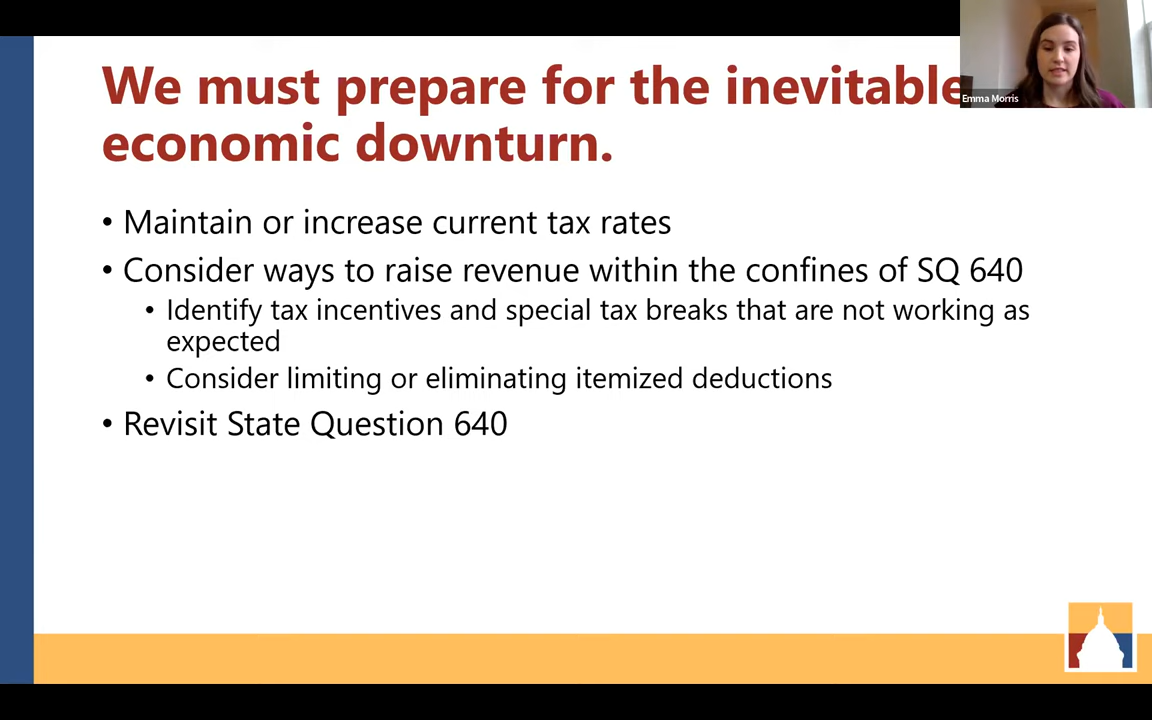 We must prepare for the inevitable
Emma Morris
economic downturn.
• Maintain or increase current tax rates
• Consider ways to raise revenue within the confines of SQ 640
• Identify tax incentives and special tax breaks that are not working as
expected
• Consider limiting or eliminating itemized deductions
• Revisit State Question 640